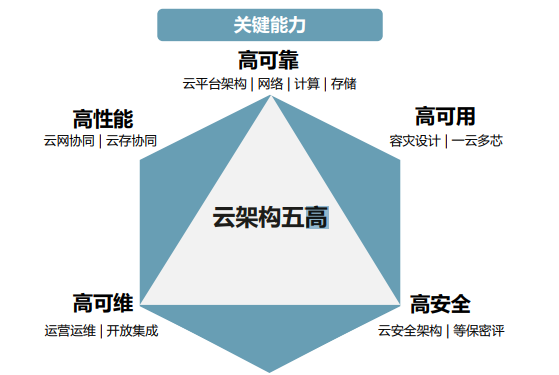 关键能力
高可靠
云平台架构 | 网络 | 计算 | 存储
高性能
云网协同 | 云存协同
高可用
容灾设计 | 一云多芯
云架构五高
高可维
运营运维 | 开放集成
高安全
云安全架构 | 等保密评